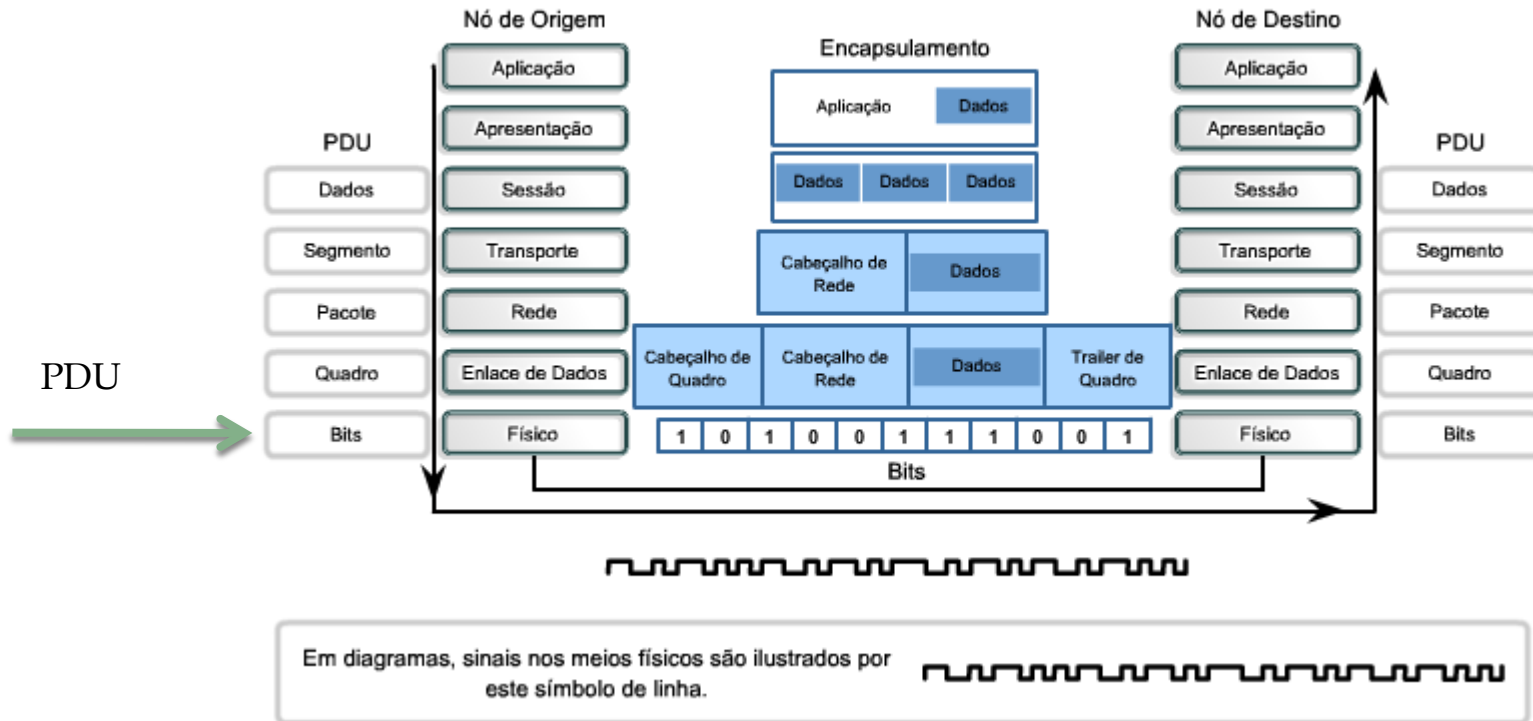 Nó de Origem
Nó de Destino
Encapsulamento
Aplicação
Aplicação
Dados
Aplicação
Apresentação
Apresentação
PDU
PDU
Dados
Sessão
Dados
Dados
Dados
Sessão
Dados
Segmento
Transporte
Cabeçalho de
Rede
Dados
Transporte
Segmento
Pacote
Rede
Rede
Pacote
PDU
Quadro
Enlace de Dados
Cabeçalho de
Quadro
Cabeçalho de
Rede
Dados
Trailer de
Quadro
Enlace de Dados
Quadro
Bits
Físico
1 0 1 0 0 1 1 1 0 0 1
Físico
Bits
Bits
Em diagramas, sinais nos meios físicos são ilustrados por
este símbolo de linha.